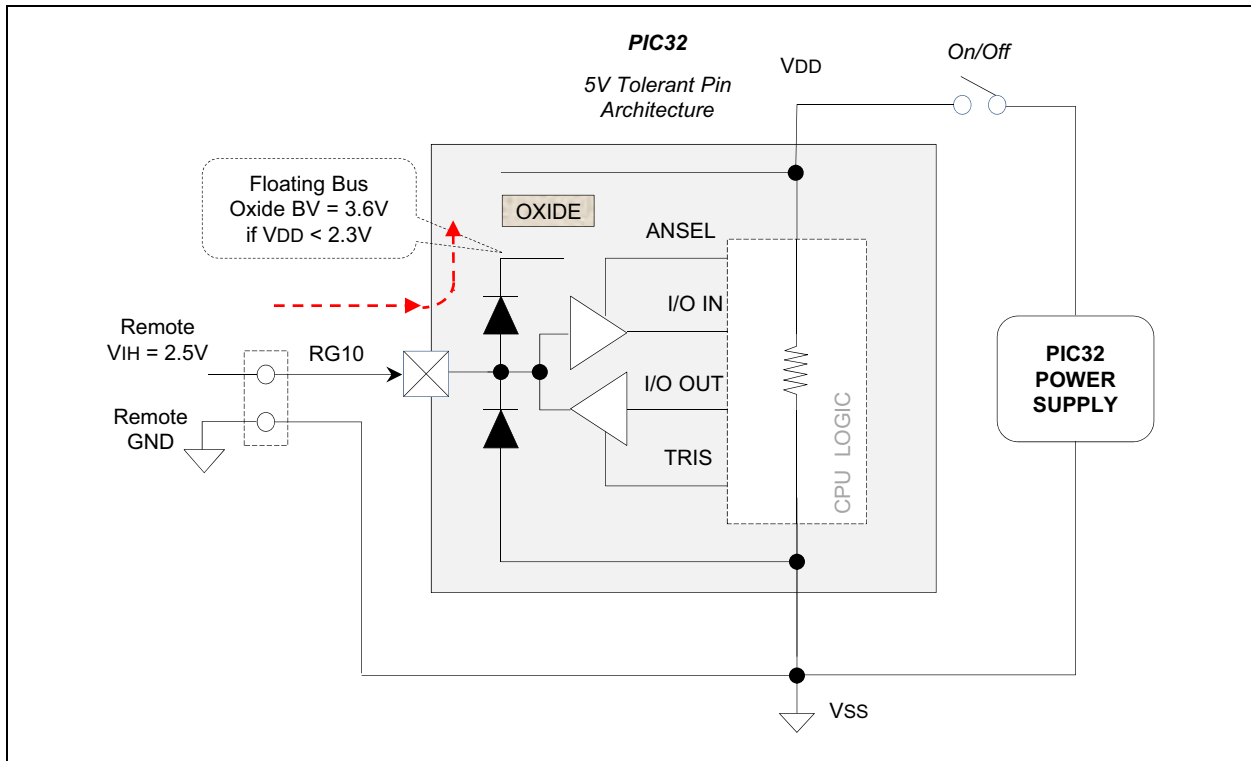 PIC32
5V Tolerant Pin
Architecture
VDD
On/Off
Floating Bus
Oxide BV = 3.6V
if VDD < 2.3V
OXIDE
ANSEL
I/O IN
Remote
VIH = 2.5V
RG10
I/O OUT
Remote
GND
TRIS
CPU LOGIC
PIC32
POWER
SUPPLY
VSS